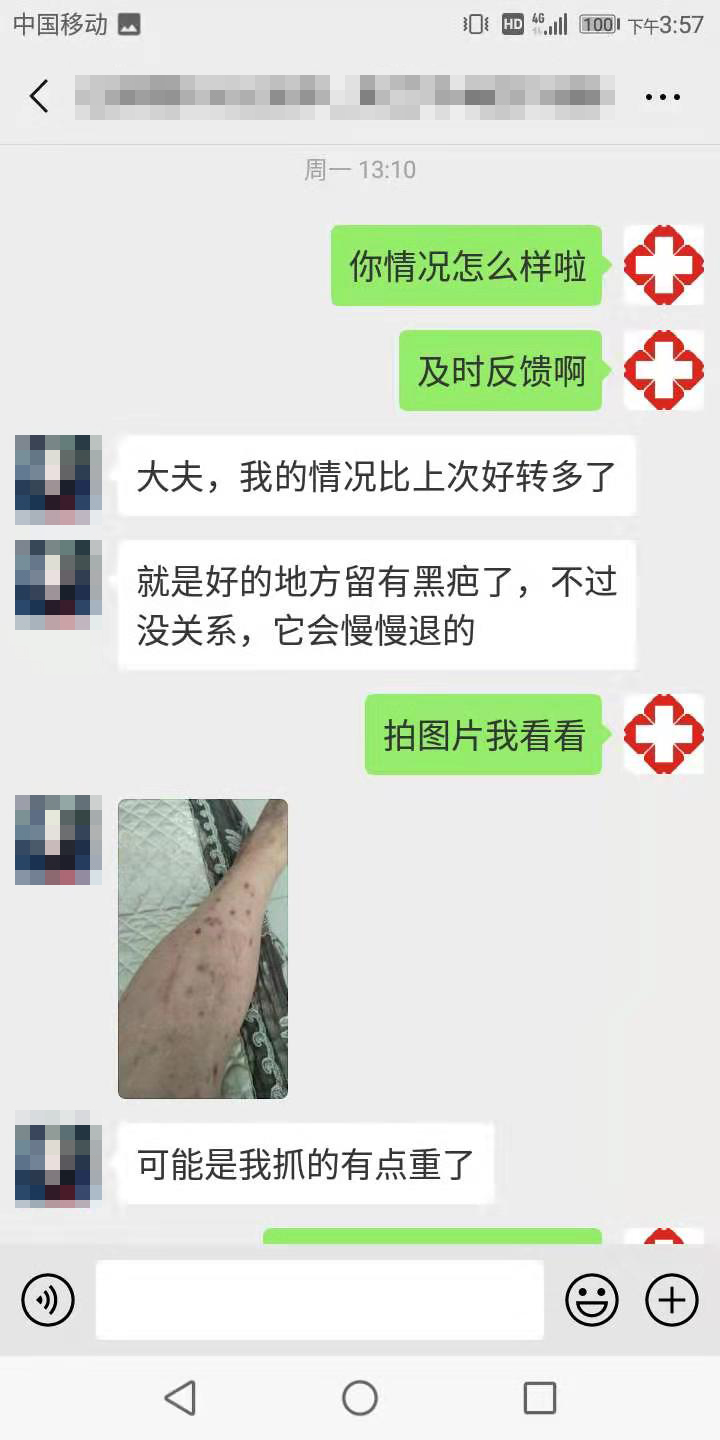 中国移动
HD 4G 100 下午3:57
周一 13:10
你情况怎么样啦
及时反馈啊
大夫，我的情况比上次好转多了
就是好的地方留有黑疤了，不过
没关系，它会慢慢退的
拍图片我看看
可能是我抓的有点重了